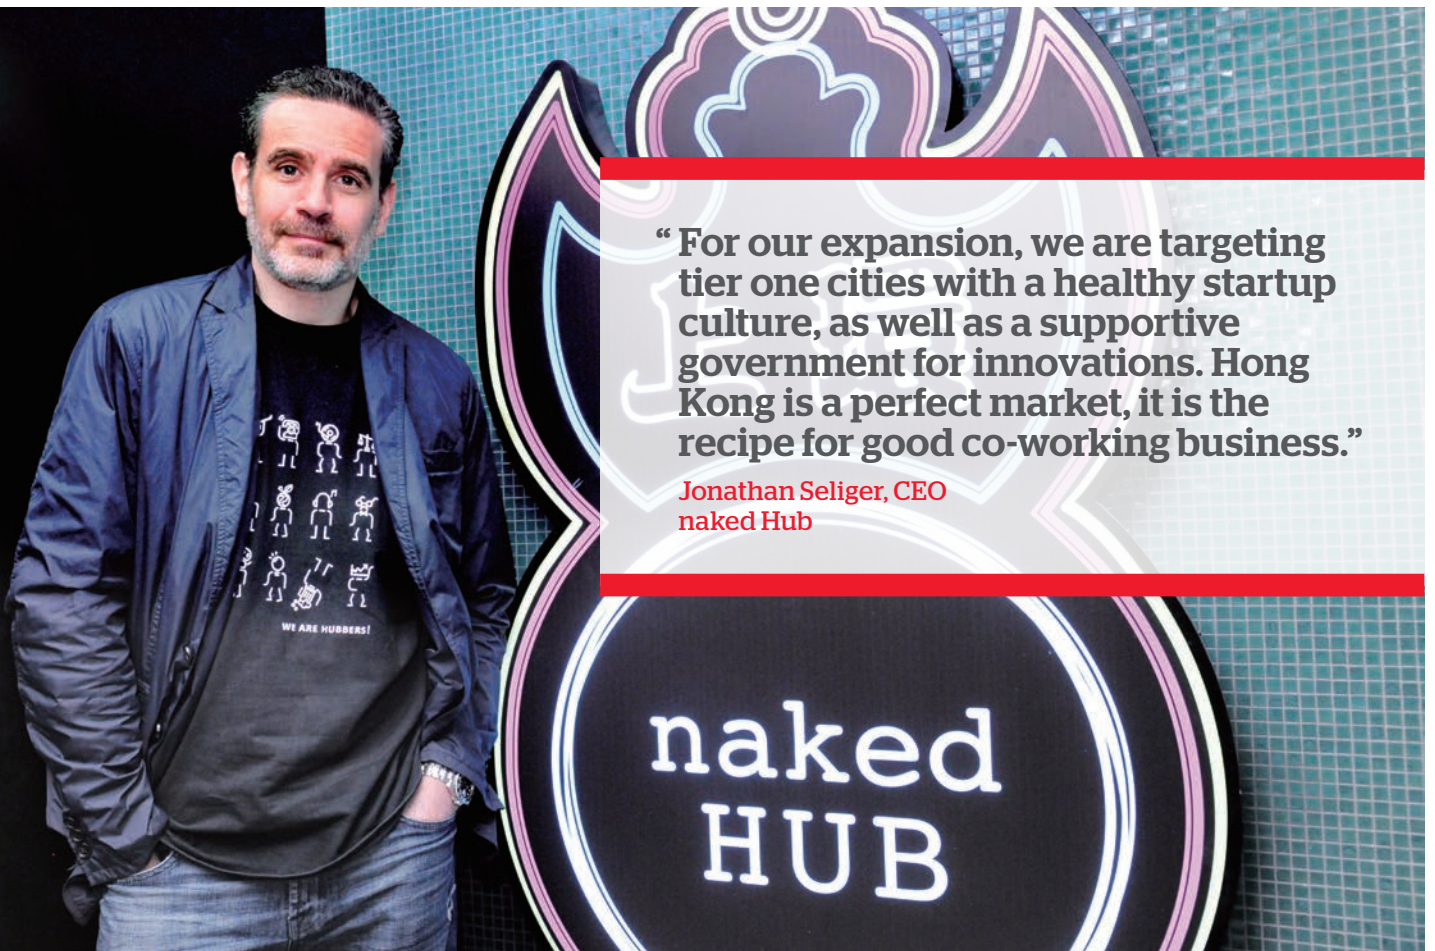 “ For our expansion, we are targeting
tier one cities with a healthy startup
culture, as well as a supportive
government for innovations. Hong
Kong is a perfect market, it is the
recipe for good co-working business.”
Jonathan Seliger, CEO
naked Hub
WE ARE HUBBERS!
naked
HUB